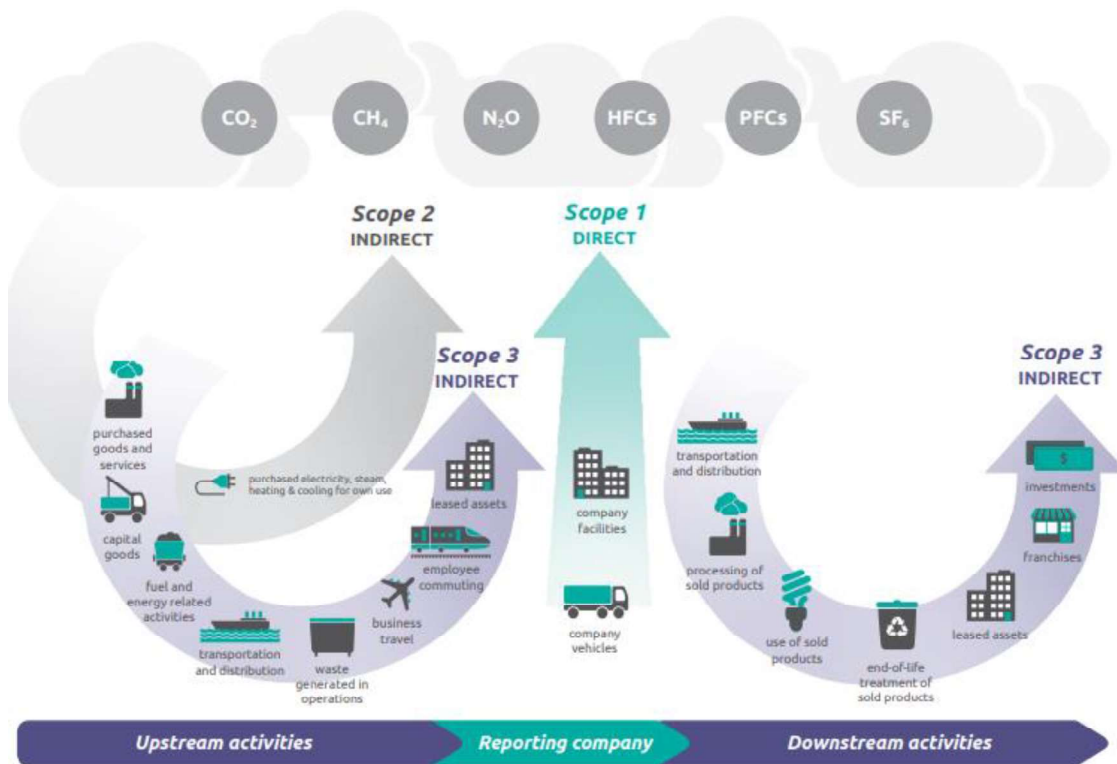 CO₂ CH₄ N₂O HFCs PFCs SF₆
Scope 2
INDIRECT
Scope 1
DIRECT
Scope 3
INDIRECT
Scope 3
INDIRECT
purchased
goods and
services
capital
goods
fuel and
energy related
activities
transportation
and distribution
waste
generated in
operations
business
travel
employee
commuting
leased assets
purchased electricity, steam,
heating & cooling for own use
company
facilities
company
vehicles
transportation
and distribution
processing of
sold products
use of sold
products
end-of-life
treatment of
sold products
leased assets
franchises
$
investments
Upstream activities
Reporting company
Downstream activities